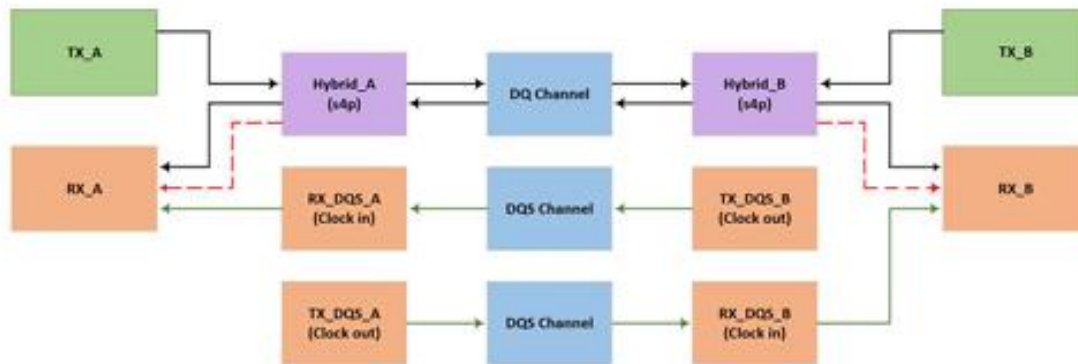 TX_A
TX_B
Hybrid_A
(s4p)
DQ Channel
Hybrid_B
(s4p)
RX_A
RX_B
RX_DQS_A
(Clock in)
DQS Channel
TX_DQS_B
(Clock out)
TX_DQS_A
(Clock out)
DQS Channel
RX_DQS_B
(Clock in)